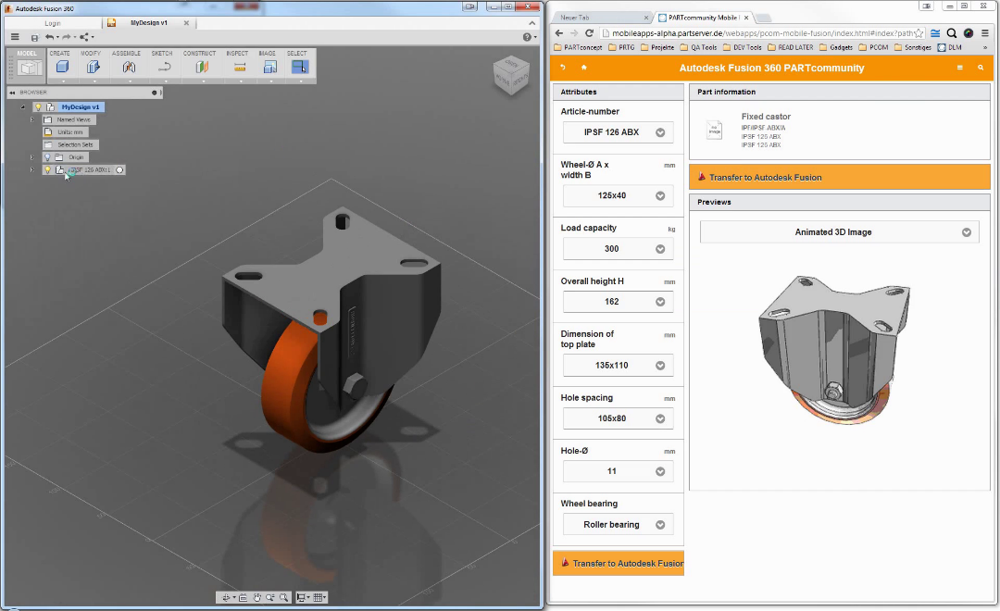 Autodesk Fusion 360
Login
MyDesign v1
MODEL
CREATE
MODIFY
ASSEMBLE
SKETCH
CONSTRUCT
INSPECT
IMAGE
SELECT
BROWSER
MyDesign v1
Named Views
Units: mm
Selection Sets
Origin
IPSF 126 ABX:1
Neuer Tab
PARTcommunity Mobile
mobileapps-alpha.partserver.de/webapps/pcom-mobile-fusion/index.html#index?path
PARTconcept
PRTG
Projekte
QA Tools
DEV Tools
READ LATER
Gadgets
PCOM
Sonstiges
DLM
Autodesk Fusion 360 PARTcommunity
Attributes
Article-number
IPSF 126 ABX
Wheel-Ø A x mm
width B
125x40
Load capacity kg
300
Overall height H mm
162
Dimension of mm
top plate
135x110
Hole spacing mm
105x80
Hole-Ø mm
11
Wheel bearing
Roller bearing
Transfer to Autodesk Fusion
Part information
No
image
Fixed castor
IPF/IPSF.ABX/A
IPSF 126 ABX
IPSF 126 ABX
Transfer to Autodesk Fusion
Previews
Animated 3D Image